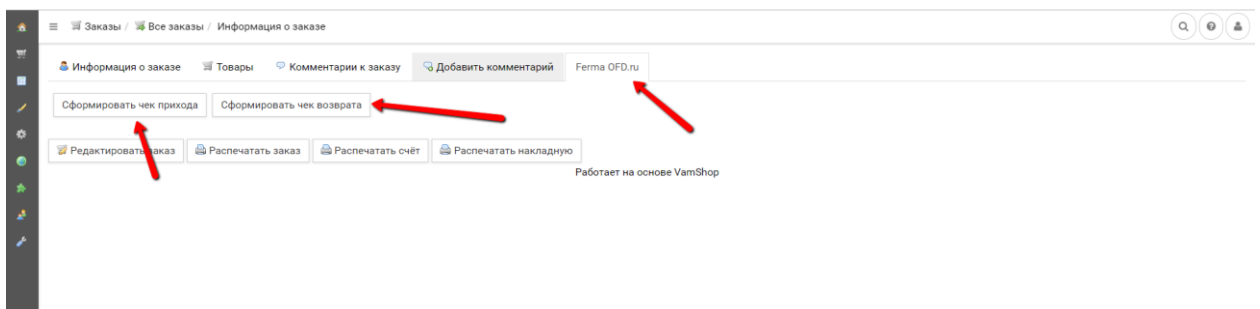 Заказы / Все заказы / Информация о заказе
Информация о заказе Товары Комментарии к заказу Добавить комментарий Ferma OFD.ru
Сформировать чек прихода Сформировать чек возврата
Редактировать заказ Распечатать заказ Распечатать счёт Распечатать накладную
Работает на основе VamShop